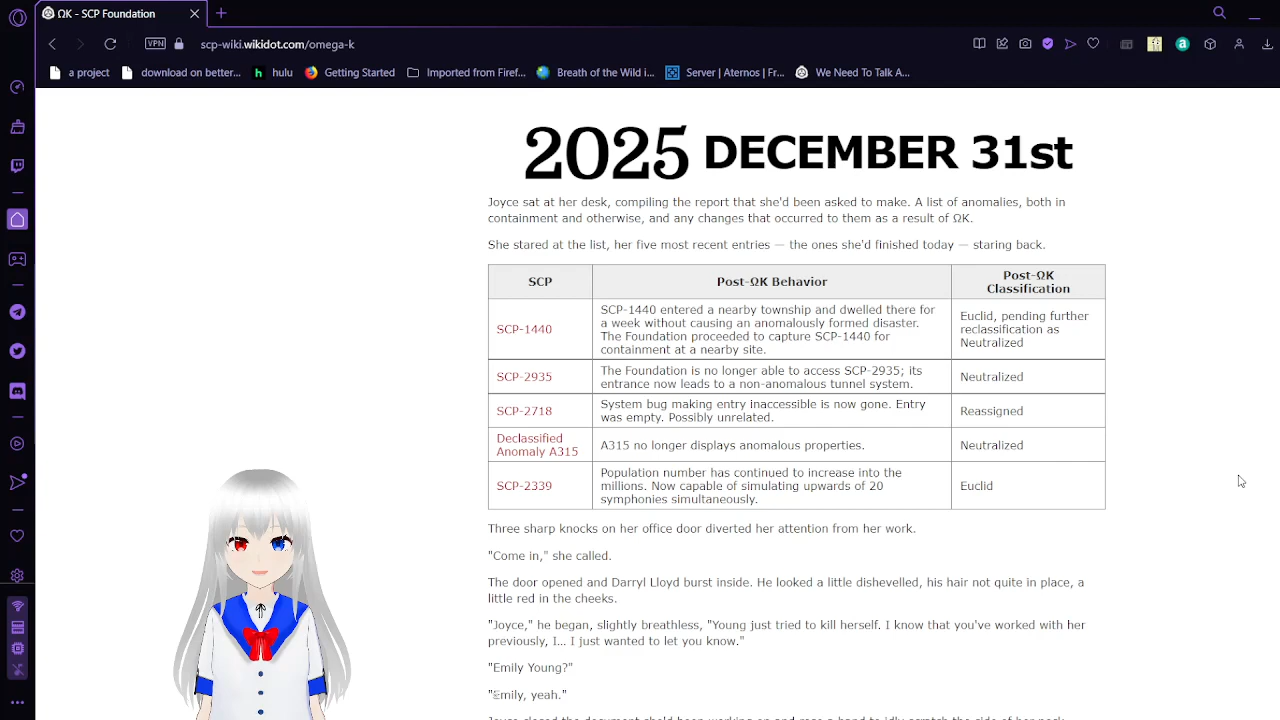 ΩK - SCP Foundation
VPN
scp-wiki.wikidot.com/omega-k
a project
download on better...
hulu
Getting Started
Imported from Firef...
Breath of the Wild i...
Server | Aternos | Fr...
We Need To Talk A...
2025 DECEMBER 31st
Joyce sat at her desk, compiling the report that she'd been asked to make. A list of anomalies, both in
containment and otherwise, and any changes that occurred to them as a result of ΩK.
She stared at the list, her five most recent entries — the ones she'd finished today — staring back.
SCP
Post-ΩK Behavior
Post-ΩK
Classification
SCP-1440
SCP-1440 entered a nearby township and dwelled there for
a week without causing an anomalously formed disaster.
The Foundation proceeded to capture SCP-1440 for
containment at a nearby site.
Euclid, pending further
reclassification as
Neutralized
SCP-2935
The Foundation is no longer able to access SCP-2935; its
entrance now leads to a non-anomalous tunnel system.
Neutralized
SCP-2718
System bug making entry inaccessible is now gone. Entry
was empty. Possibly unrelated.
Reassigned
Declassified
Anomaly A315
A315 no longer displays anomalous properties.
Neutralized
SCP-2339
Population number has continued to increase into the
millions. Now capable of simulating upwards of 20
symphonies simultaneously.
Euclid
Three sharp knocks on her office door diverted her attention from her work.
"Come in," she called.
The door opened and Darryl Lloyd burst inside. He looked a little dishevelled, his hair not quite in place, a
little red in the cheeks.
"Joyce," he began, slightly breathless, "Young just tried to kill herself. I know that you've worked with her
previously, I... I just wanted to let you know."
"Emily Young?"
"Emily, yeah."